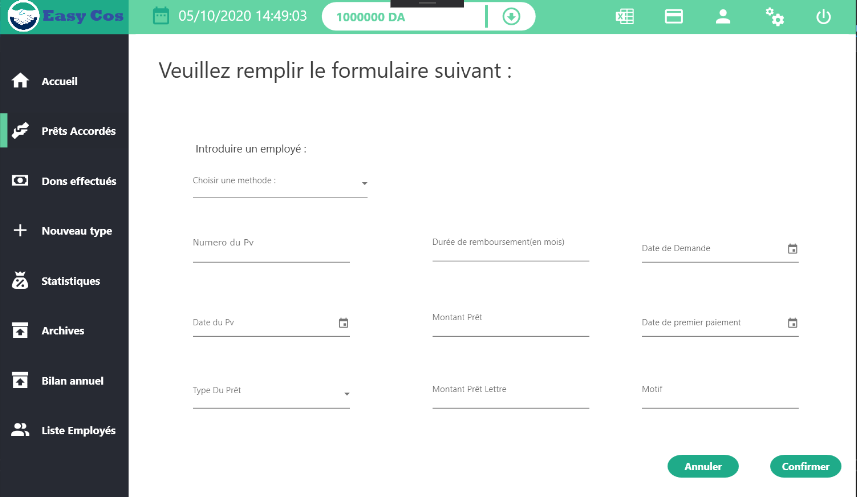 Easy Cos
05/10/2020 14:49:03
1000000 DA
Accueil
Prêts Accordés
Dons effectués
Nouveau type
Statistiques
Archives
Bilan annuel
Liste Employés
Veuillez remplir le formulaire suivant :
Introduire un employé :
Choisir une methode :
Numero du Pv
Durée de remboursement(en mois)
Date de Demande
Date du Pv
Montant Prêt
Date de premier paiement
Type Du Prêt
Montant Prêt Lettre
Motif
Annuler
Confirmer